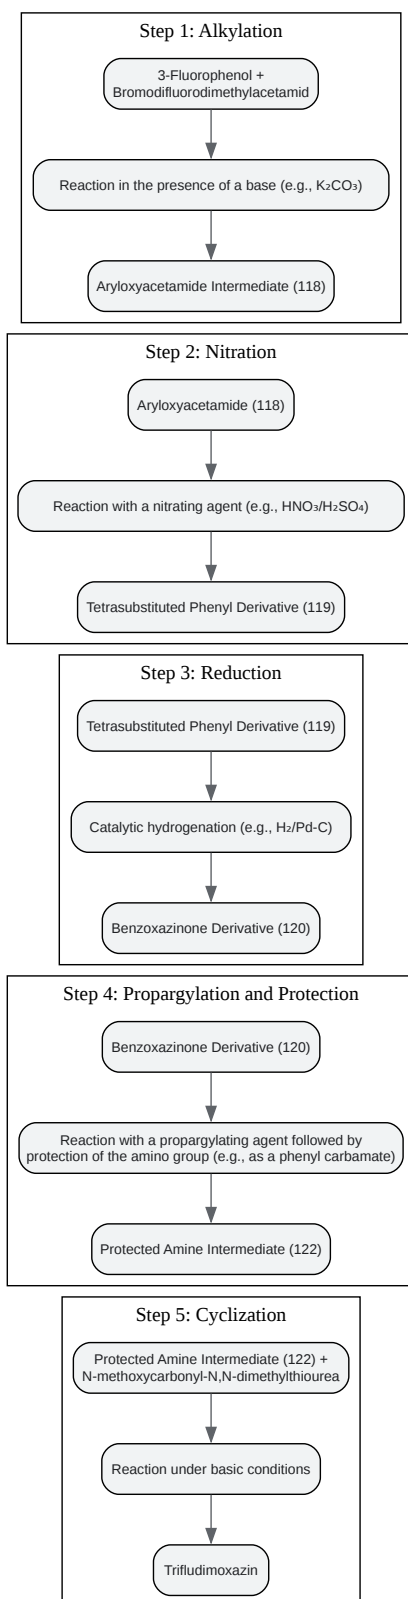 Step 1: Alkylation
3-Fluorophenol +
Bromodifluorodimethylacetamid
Reaction in the presence of a base (e.g., K₂CO₃)
Aryloxyacetamide Intermediate (118)
Step 2: Nitration
Aryloxyacetamide (118)
Reaction with a nitrating agent (e.g., HNO₃/H₂SO₄)
Tetrasubstituted Phenyl Derivative (119)
Step 3: Reduction
Tetrasubstituted Phenyl Derivative (119)
Catalytic hydrogenation (e.g., H₂/Pd-C)
Benzoxazinone Derivative (120)
Step 4: Propargylation and Protection
Benzoxazinone Derivative (120)
Reaction with a propargylating agent followed by
protection of the amino group (e.g., as a phenyl carbamate)
Protected Amine Intermediate (122)
Step 5: Cyclization
Protected Amine Intermediate (122) +
N-methoxycarbonyl-N,N-dimethylthiourea
Reaction under basic conditions
Trifludimoxazin